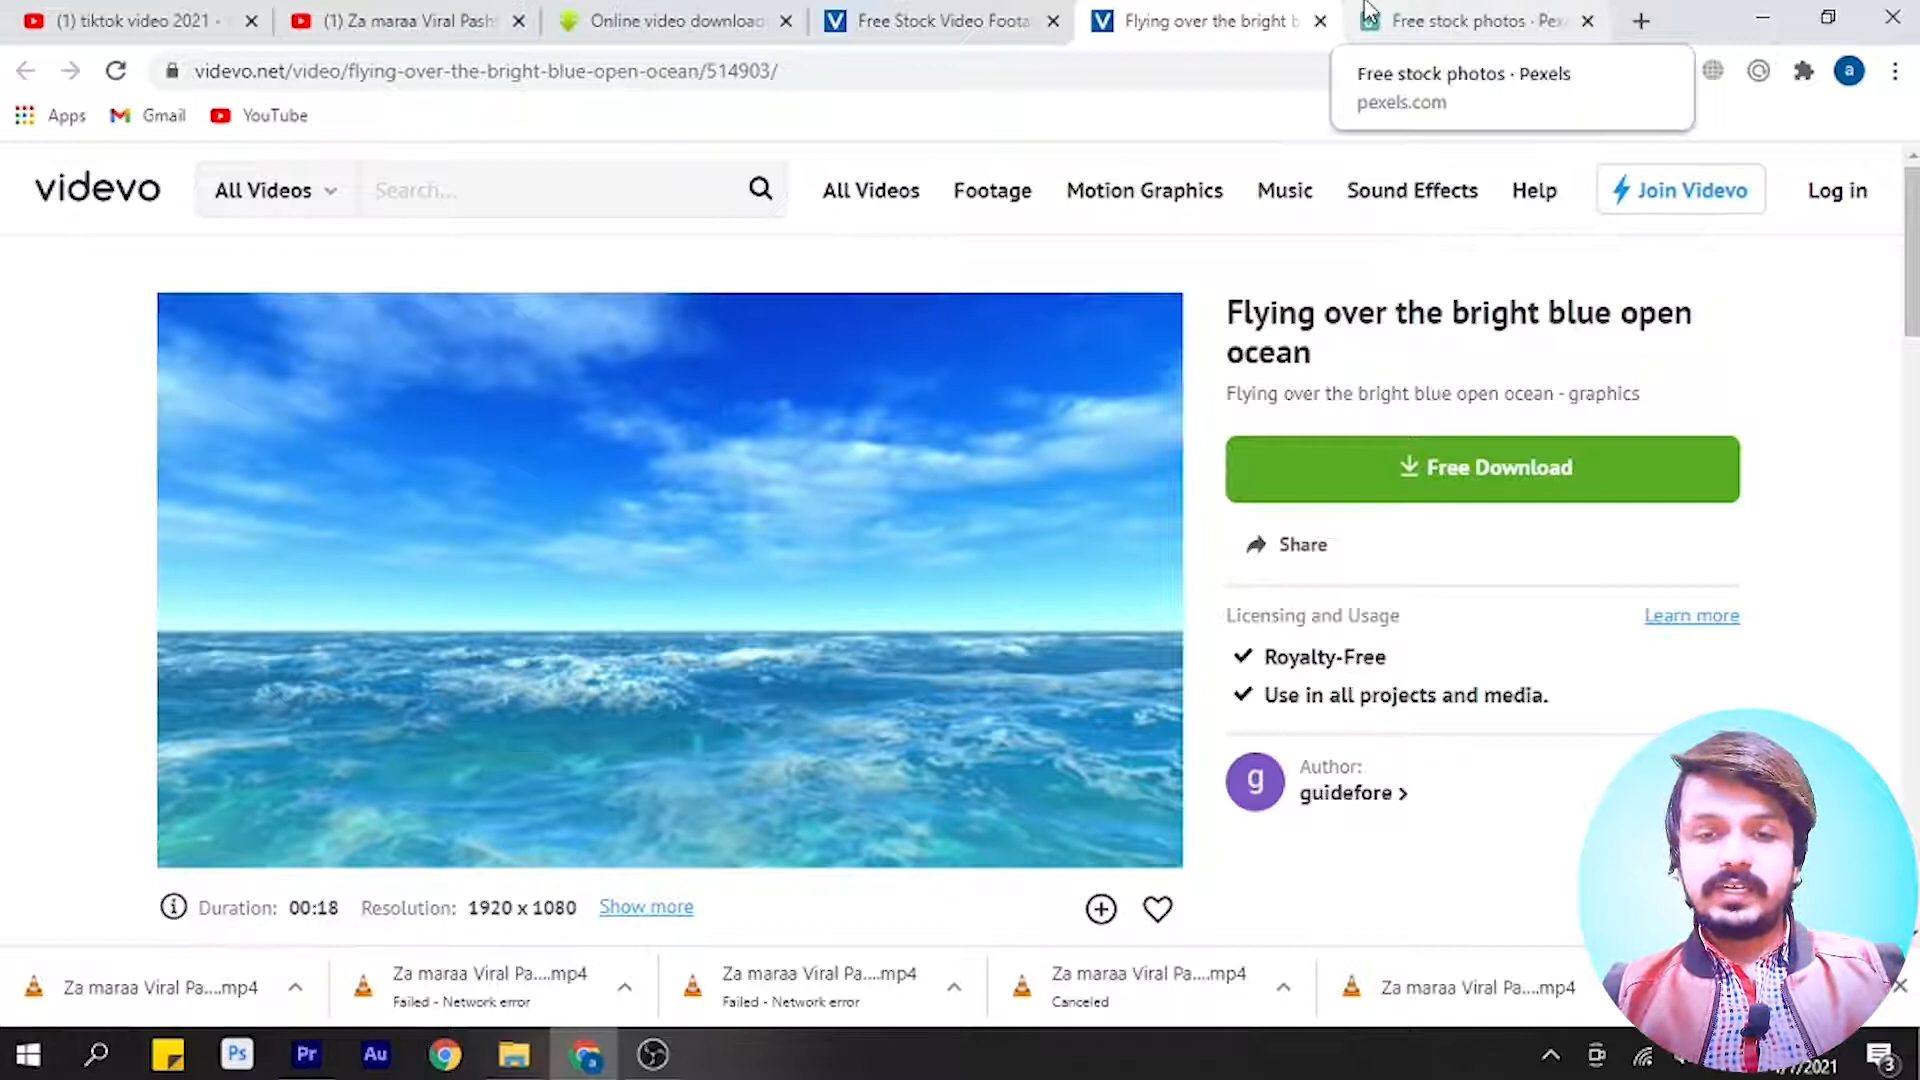 (1) tiktok video 2021 -
(1) Za maraa Viral Pash
Online video download
Free Stock Video Foota
Flying over the bright b
Free stock photos · Pex
videvo.net/video/flying-over-the-bright-blue-open-ocean/514903/
a
Free stock photos · Pexels
pexels.com
Apps
Gmail
YouTube
videvo
All Videos
Search...
All Videos
Footage
Motion Graphics
Music
Sound Effects
Help
Join Videvo
Log in
Flying over the bright blue open
ocean
Flying over the bright blue open ocean - graphics
Free Download
Share
Licensing and Usage
Learn more
Royalty-Free
Use in all projects and media.
g
Author:
guidefore >
Duration: 00:18
Resolution: 1920 x 1080
Show more
Za maraa Viral Pa....mp4
Za maraa Viral Pa....mp4
Failed - Network error
Za maraa Viral Pa....mp4
Failed - Network error
Za maraa Viral Pa....mp4
Canceled
Za maraa Viral Pa....mp4
Ps
Pr
Au
3